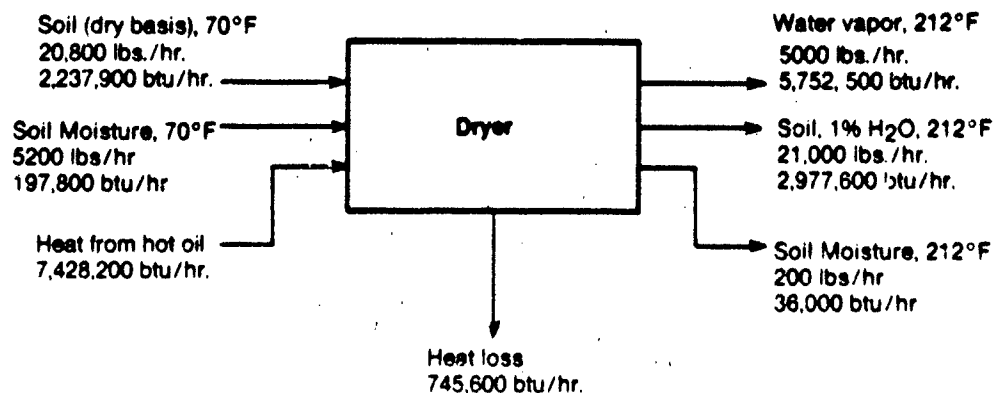 Soil (dry basis), 70°F
20,800 lbs./hr.
2,237,900 btu/hr.
Soil Moisture, 70°F
5200 lbs/hr
197,800 btu/hr
Heat from hot oil
7,428,200 btu/hr.
Dryer
Water vapor, 212°F
5000 lbs./hr.
5,752, 500 btu/hr.
Soil, 1% H₂O, 212°F
21,000 lbs./hr.
2,977,600 btu/hr.
Soil Moisture, 212°F
200 lbs/hr
36,000 btu/hr
Heat loss
745,600 btu/hr.